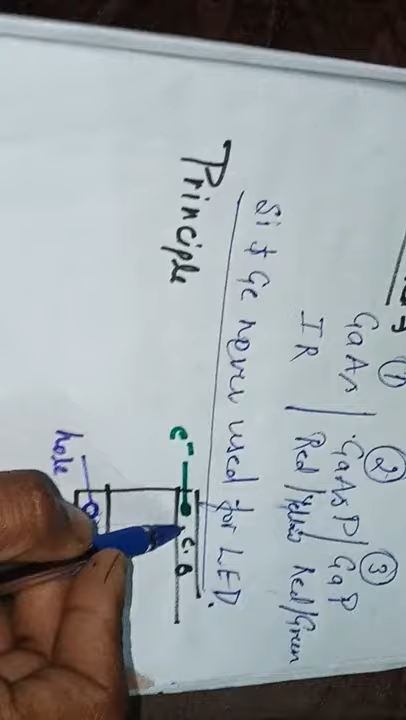 ① ② ③
GaAs / GaAsP / GaP
IR / Red/Yellow Red/Green
Si & Ge never used for LED.
Principle
e⁻ C.B
hole